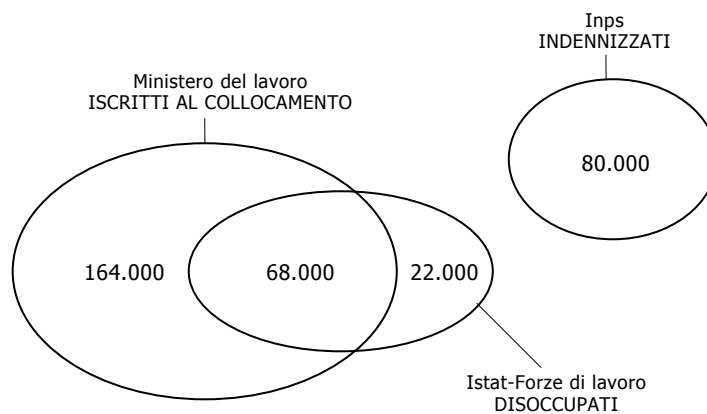 Inps
INDENNIZZATI
Ministero del lavoro
ISCRITTI AL COLLOCAMENTO
80.000
164.000
68.000
22.000
Istat-Forze di lavoro
DISOCCUPATI